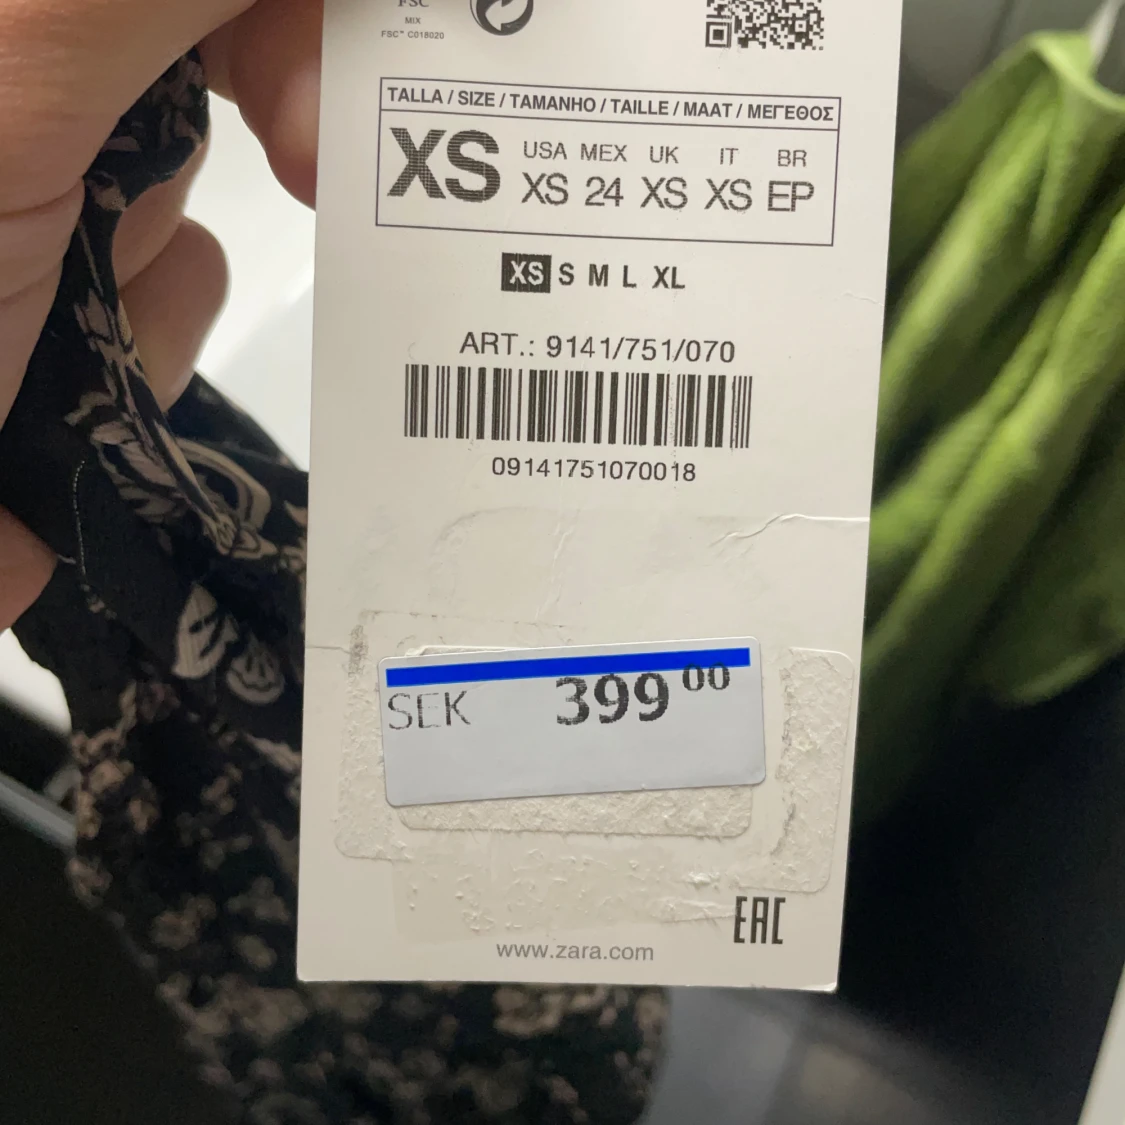 FSC
MIX
FSC™ C018020
TALLA / SIZE / TAMANHO / TAILLE / MAAT / ΜΕΓΕΘΟΣ
XS
USA MEX UK IT BR
XS 24 XS XS EP
XS S M L XL
ART.: 9141/751/070
09141751070018
SEK 399 00
EAC
www.zara.com